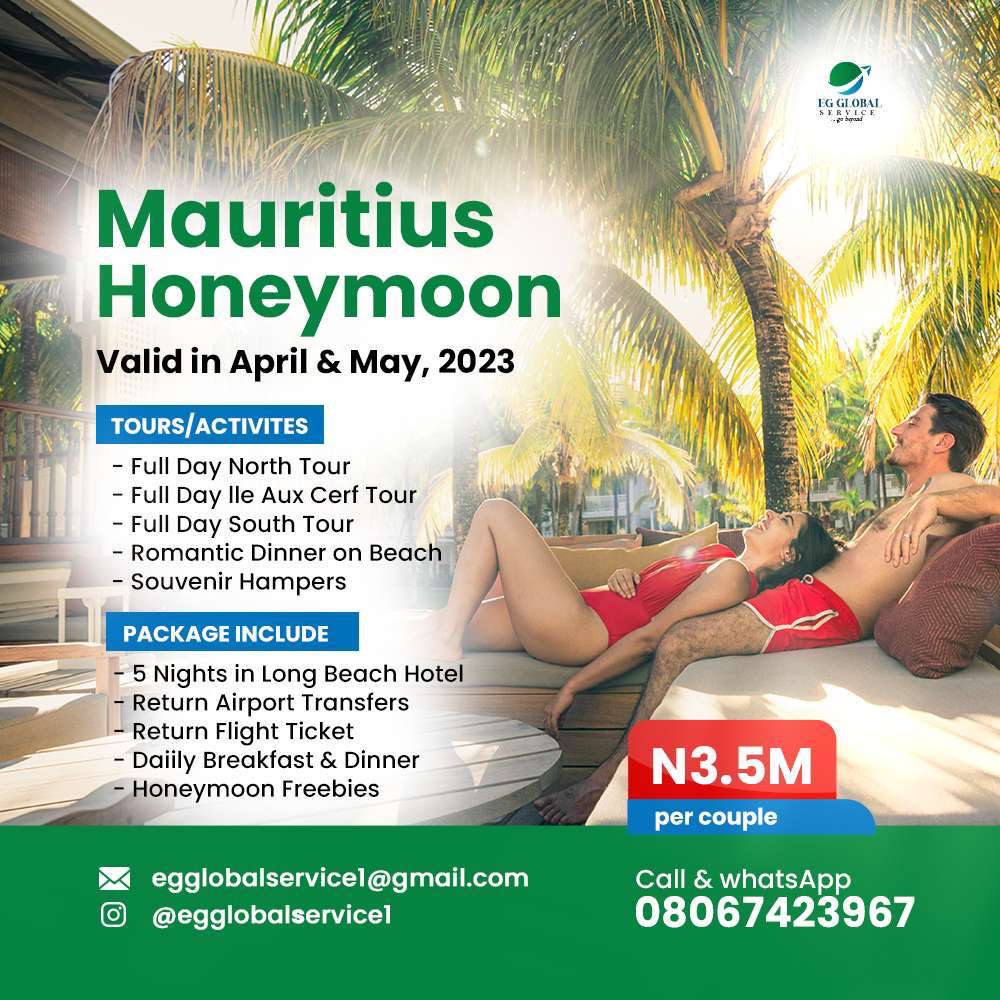 EG GLOBAL
SERVICE
...go beyond
Mauritius
Honeymoon
Valid in April & May, 2023
TOURS/ACTIVITES
- Full Day North Tour
- Full Day lle Aux Cerf Tour
- Full Day South Tour
- Romantic Dinner on Beach
- Souvenir Hampers
PACKAGE INCLUDE
- 5 Nights in Long Beach Hotel
- Return Airport Transfers
- Return Flight Ticket
- Daiily Breakfast & Dinner
- Honeymoon Freebies
N3.5M
per couple
egglobalservice1@gmail.com
@egglobalservice1
Call & whatsApp
08067423967